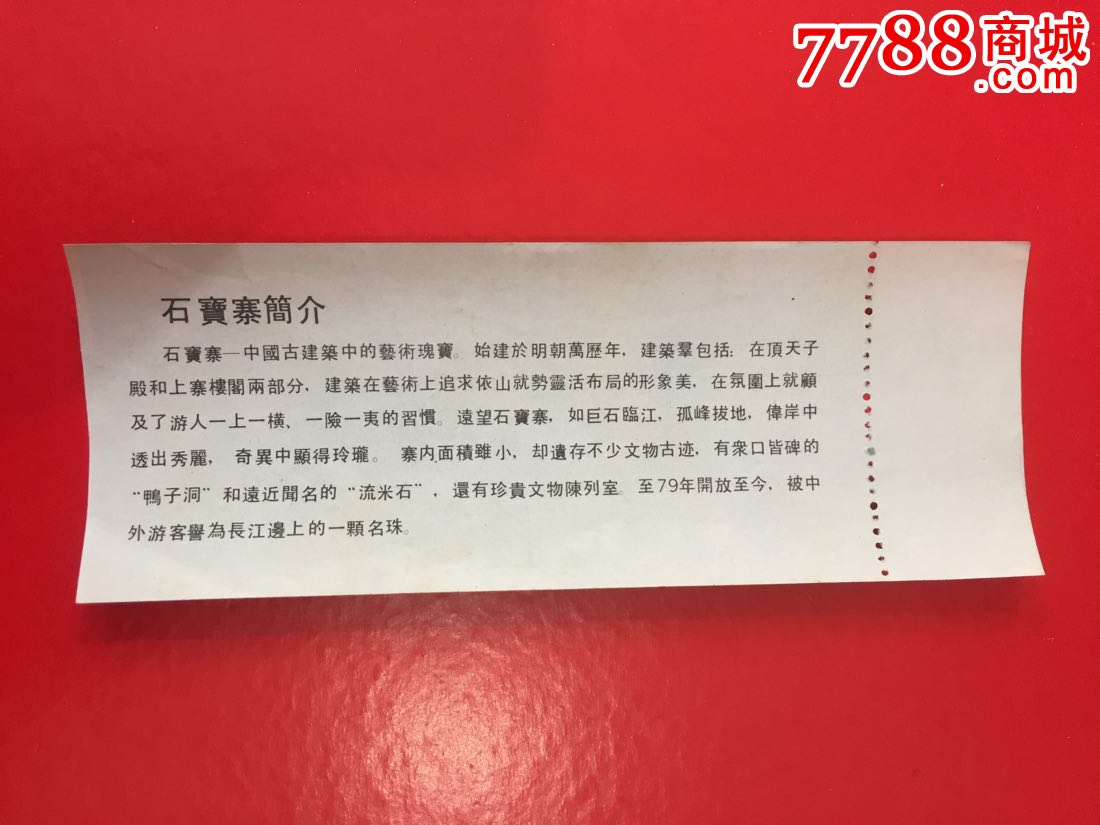 7788商城
.com
石寶寨簡介
石寶寨—中國古建築中的藝術瑰寶。始建於明朝萬歷年，建築羣包括：在頂天子
殿和上寨樓閣兩部分，建築在藝術上追求依山就勢靈活布局的形象美，在氛圍上就顧
及了游人一上一橫、一險一夷的習慣。遠望石寶寨，如巨石臨江，孤峰拔地，偉岸中
透出秀麗，奇異中顯得玲瓏。寨内面積雖小，却遺存不少文物古迹，有衆口皆碑的
“鴨子洞”和遠近聞名的“流米石”，還有珍貴文物陳列室。至79年開放至今，被中
外游客譽為長江邊上的一顆名珠。